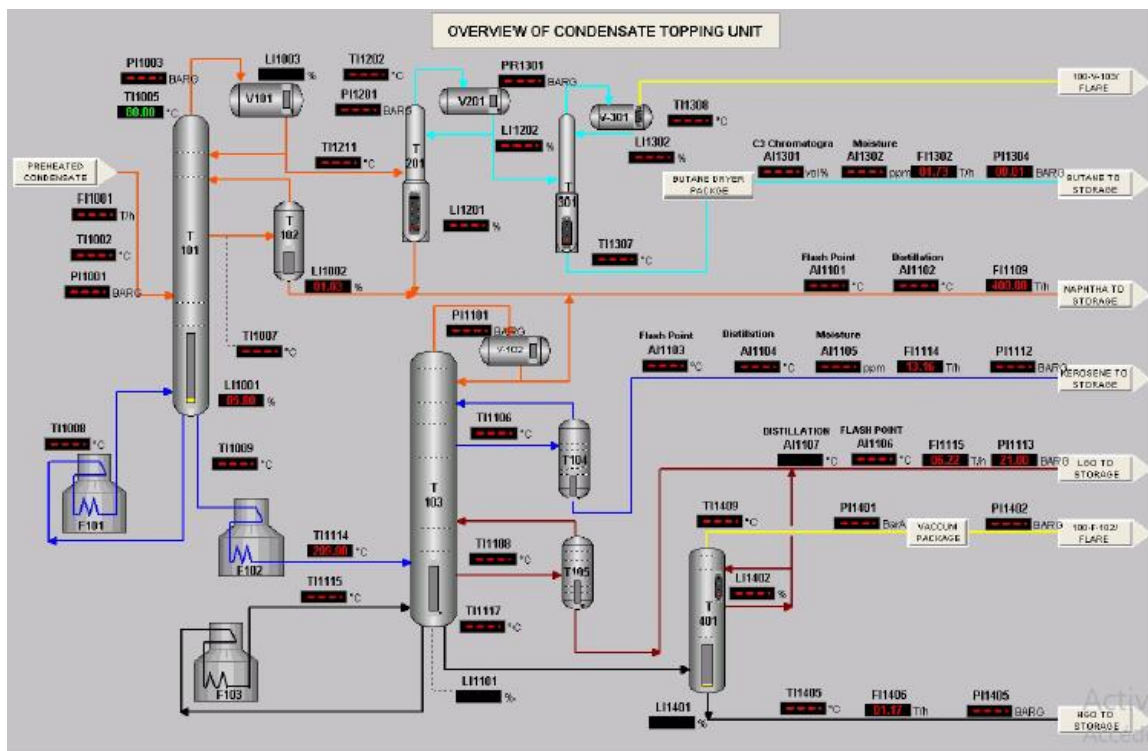 OVERVIEW OF CONDENSATE TOPPING UNIT
PI1003
BARG
TI1005
60.00 °C
LI1003
%
V101
TI1202
°C
PI1201
BARG
V201
PR1301
BARG
V-301
TI1308
°C
100-V-103/
FLARE
LI1202
%
LI1302
%
TI1211
°C
T
201
T
301
LI1201
%
TI1307
°C
BUTANE DRYER
PACKGE
C3 Chromatogra
AI1301
vol%
Moisture
AI1302
ppm
FI1302
01.73 T/h
PI1304
00.01 BARG
BUTANE TO
STORAGE
PREHEATED
CONDENSATE
FI1001
T/h
TI1002
°C
PI1001
BARG
T
101
T
102
LI1002
01.03 %
Flash Point
AI1101
°C
Distillation
AI1102
°C
FI1109
400.00 T/h
NAPHTHA TO
STORAGE
TI1007
°C
LI1001
05.80 %
PI1101
BARG
V-102
Flash Point
AI1103
°C
Distillation
AI1104
°C
Moisture
AI1105
ppm
FI1114
13.16 T/h
PI1112
BARG
KEROSENE TO
STORAGE
TI1008
°C
F101
TI1009
°C
F102
TI1106
°C
T104
T
103
DISTILLATION
AI1107
°C
FLASH POINT
AI1106
°C
FI1115
06.22 T/h
PI1113
21.00 BARG
LGO TO
STORAGE
TI1114
209.00 °C
TI1108
°C
T105
TI1409
°C
PI1401
BarA
VACCUM
PACKAGE
PI1402
BARG
100-F-102/
FLARE
TI1115
°C
F103
TI1117
°C
LI1101
%
LI1402
%
T
401
LI1401
%
TI1405
°C
FI1406
01.17 T/h
PI1405
BARG
HGO TO
STORAGE
Activ